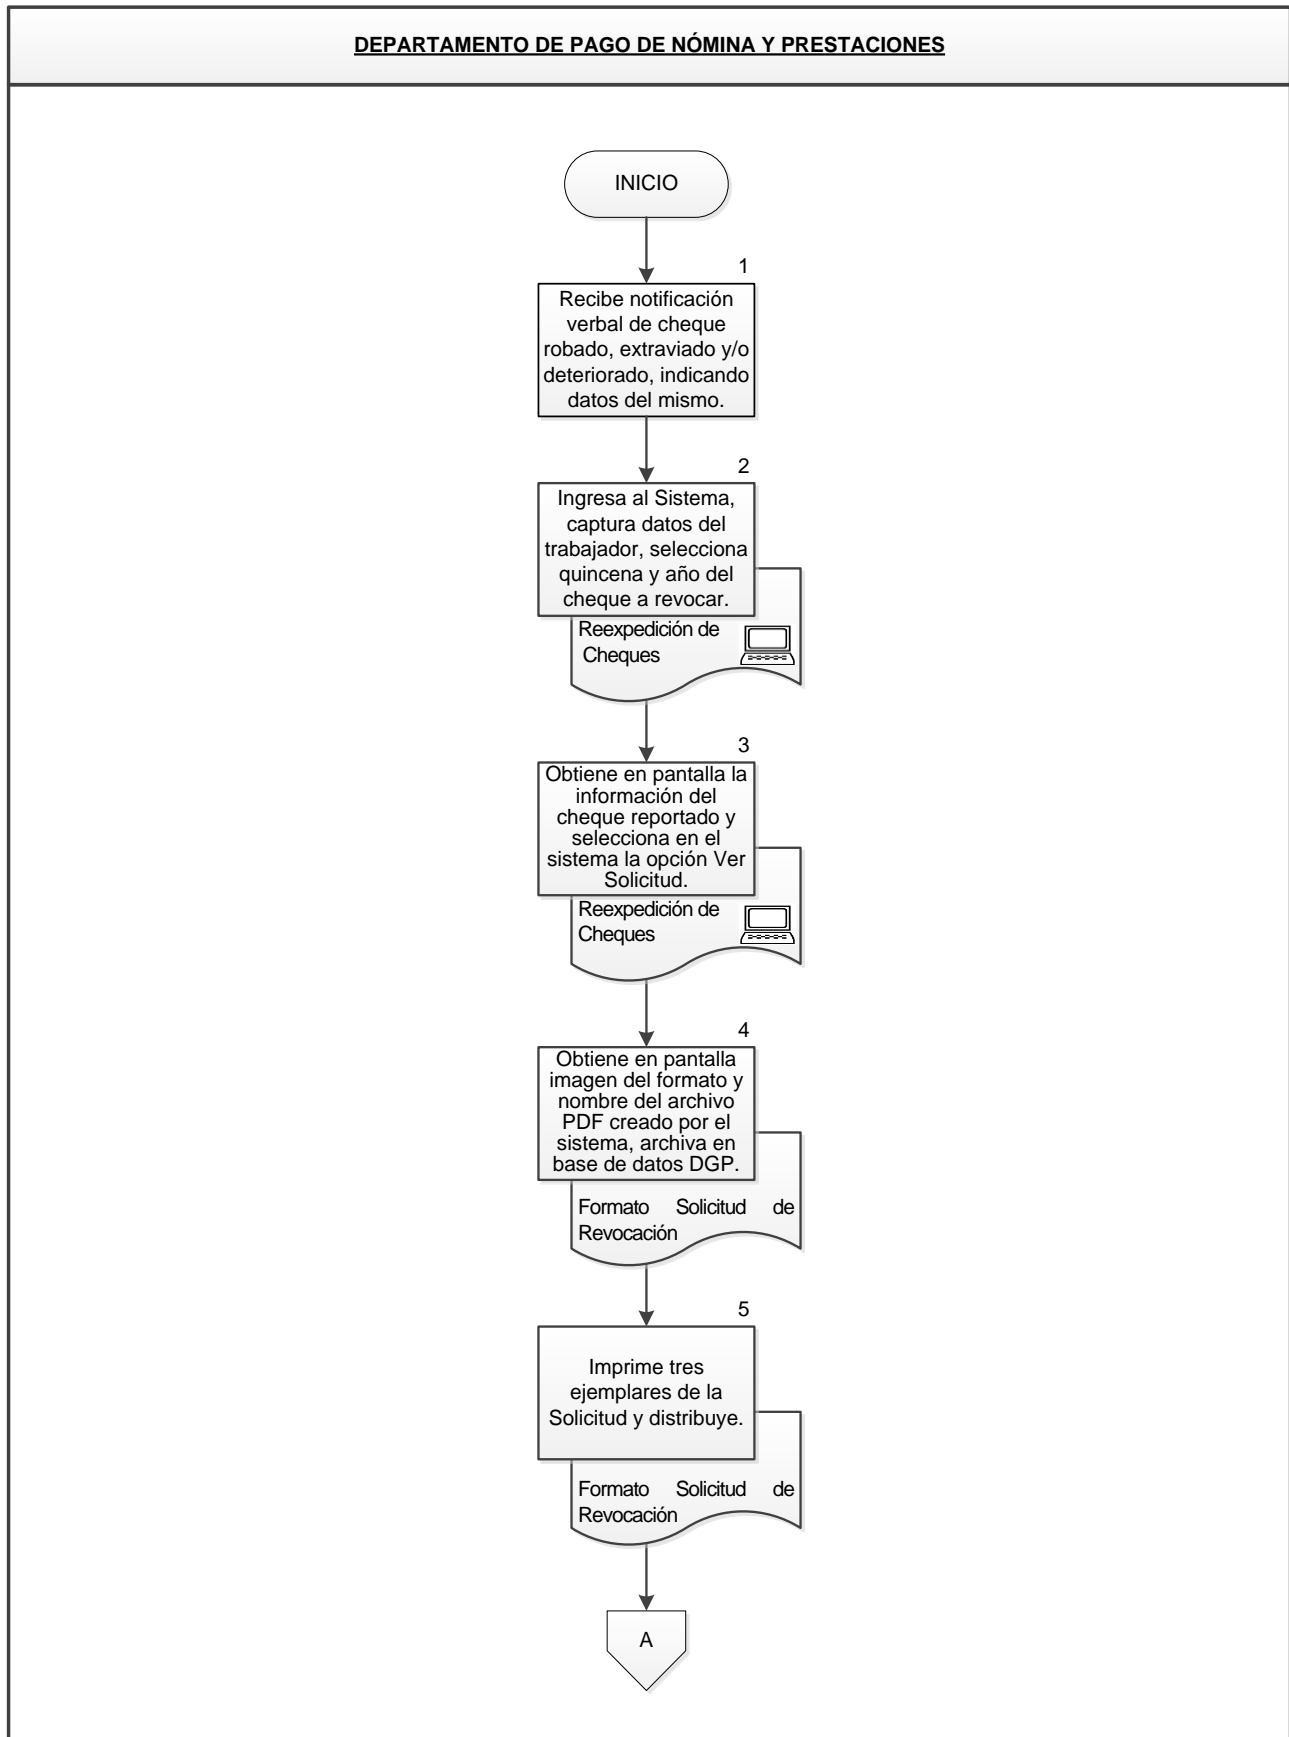 DEPARTAMENTO DE PAGO DE NÓMINA Y PRESTACIONES
INICIO
1
Recibe notificación
verbal de cheque
robado, extraviado y/o
deteriorado, indicando
datos del mismo.
2
Ingresa al Sistema,
captura datos del
trabajador, selecciona
quincena y año del
cheque a revocar.
Reexpedición de
Cheques
3
Obtiene en pantalla la
información del
cheque reportado y
selecciona en el
sistema la opción Ver
Solicitud.
Reexpedición de
Cheques
4
Obtiene en pantalla
imagen del formato y
nombre del archivo
PDF creado por el
sistema, archiva en
base de datos DGP.
Formato Solicitud de
Revocación
5
Imprime tres
ejemplares de la
Solicitud y distribuye.
Formato Solicitud de
Revocación
A